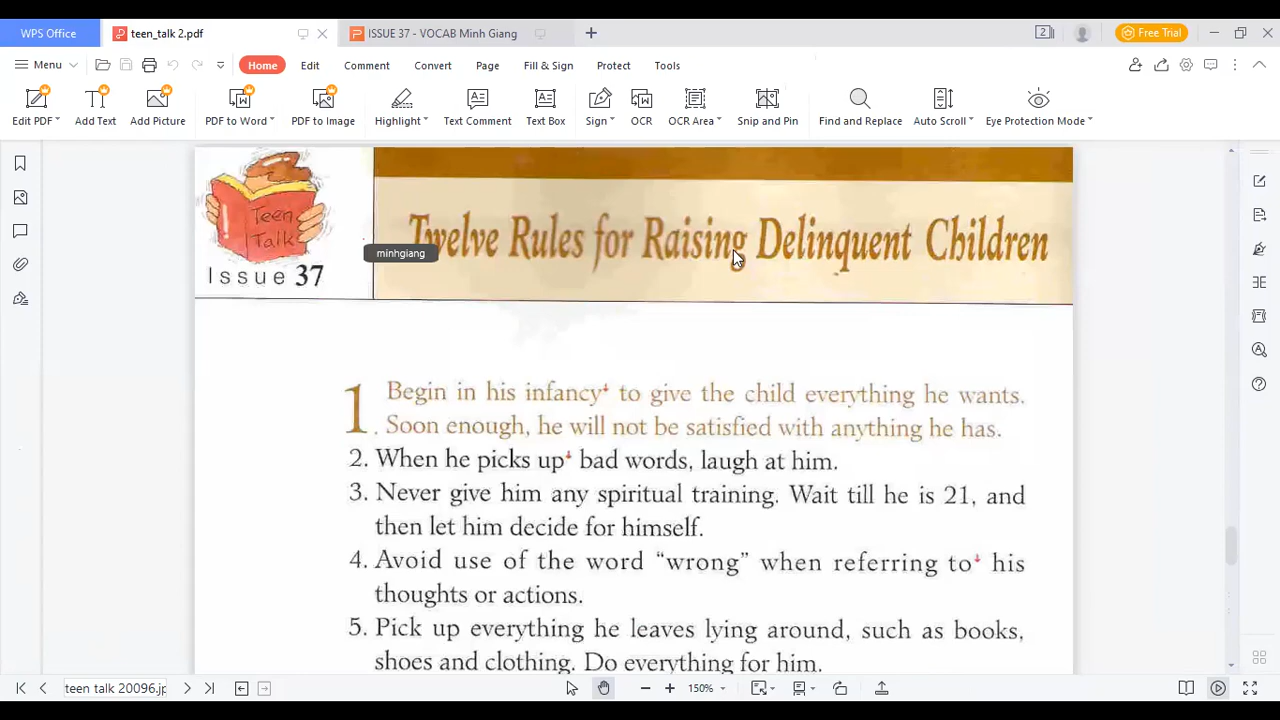 WPS Office
teen_talk 2.pdf
ISSUE 37 - VOCAB Minh Giang
2
Free Trial
Menu
Home
Edit
Comment
Convert
Page
Fill & Sign
Protect
Tools
Edit PDF
Add Text
Add Picture
PDF to Word
PDF to Image
Highlight
Text Comment
Text Box
Sign
OCR
OCR Area
Snip and Pin
Find and Replace
Auto Scroll
Eye Protection Mode
Teen
Talk
Issue 37
minhgiang
Twelve Rules for Raising Delinquent Children
1. Begin in his infancy to give the child everything he wants.
Soon enough, he will not be satisfied with anything he has.
2. When he picks up bad words, laugh at him.
3. Never give him any spiritual training. Wait till he is 21, and
then let him decide for himself.
4. Avoid use of the word “wrong” when referring to his
thoughts or actions.
5. Pick up everything he leaves lying around, such as books,
shoes and clothing. Do everything for him.
teen talk 20096.jp
150%